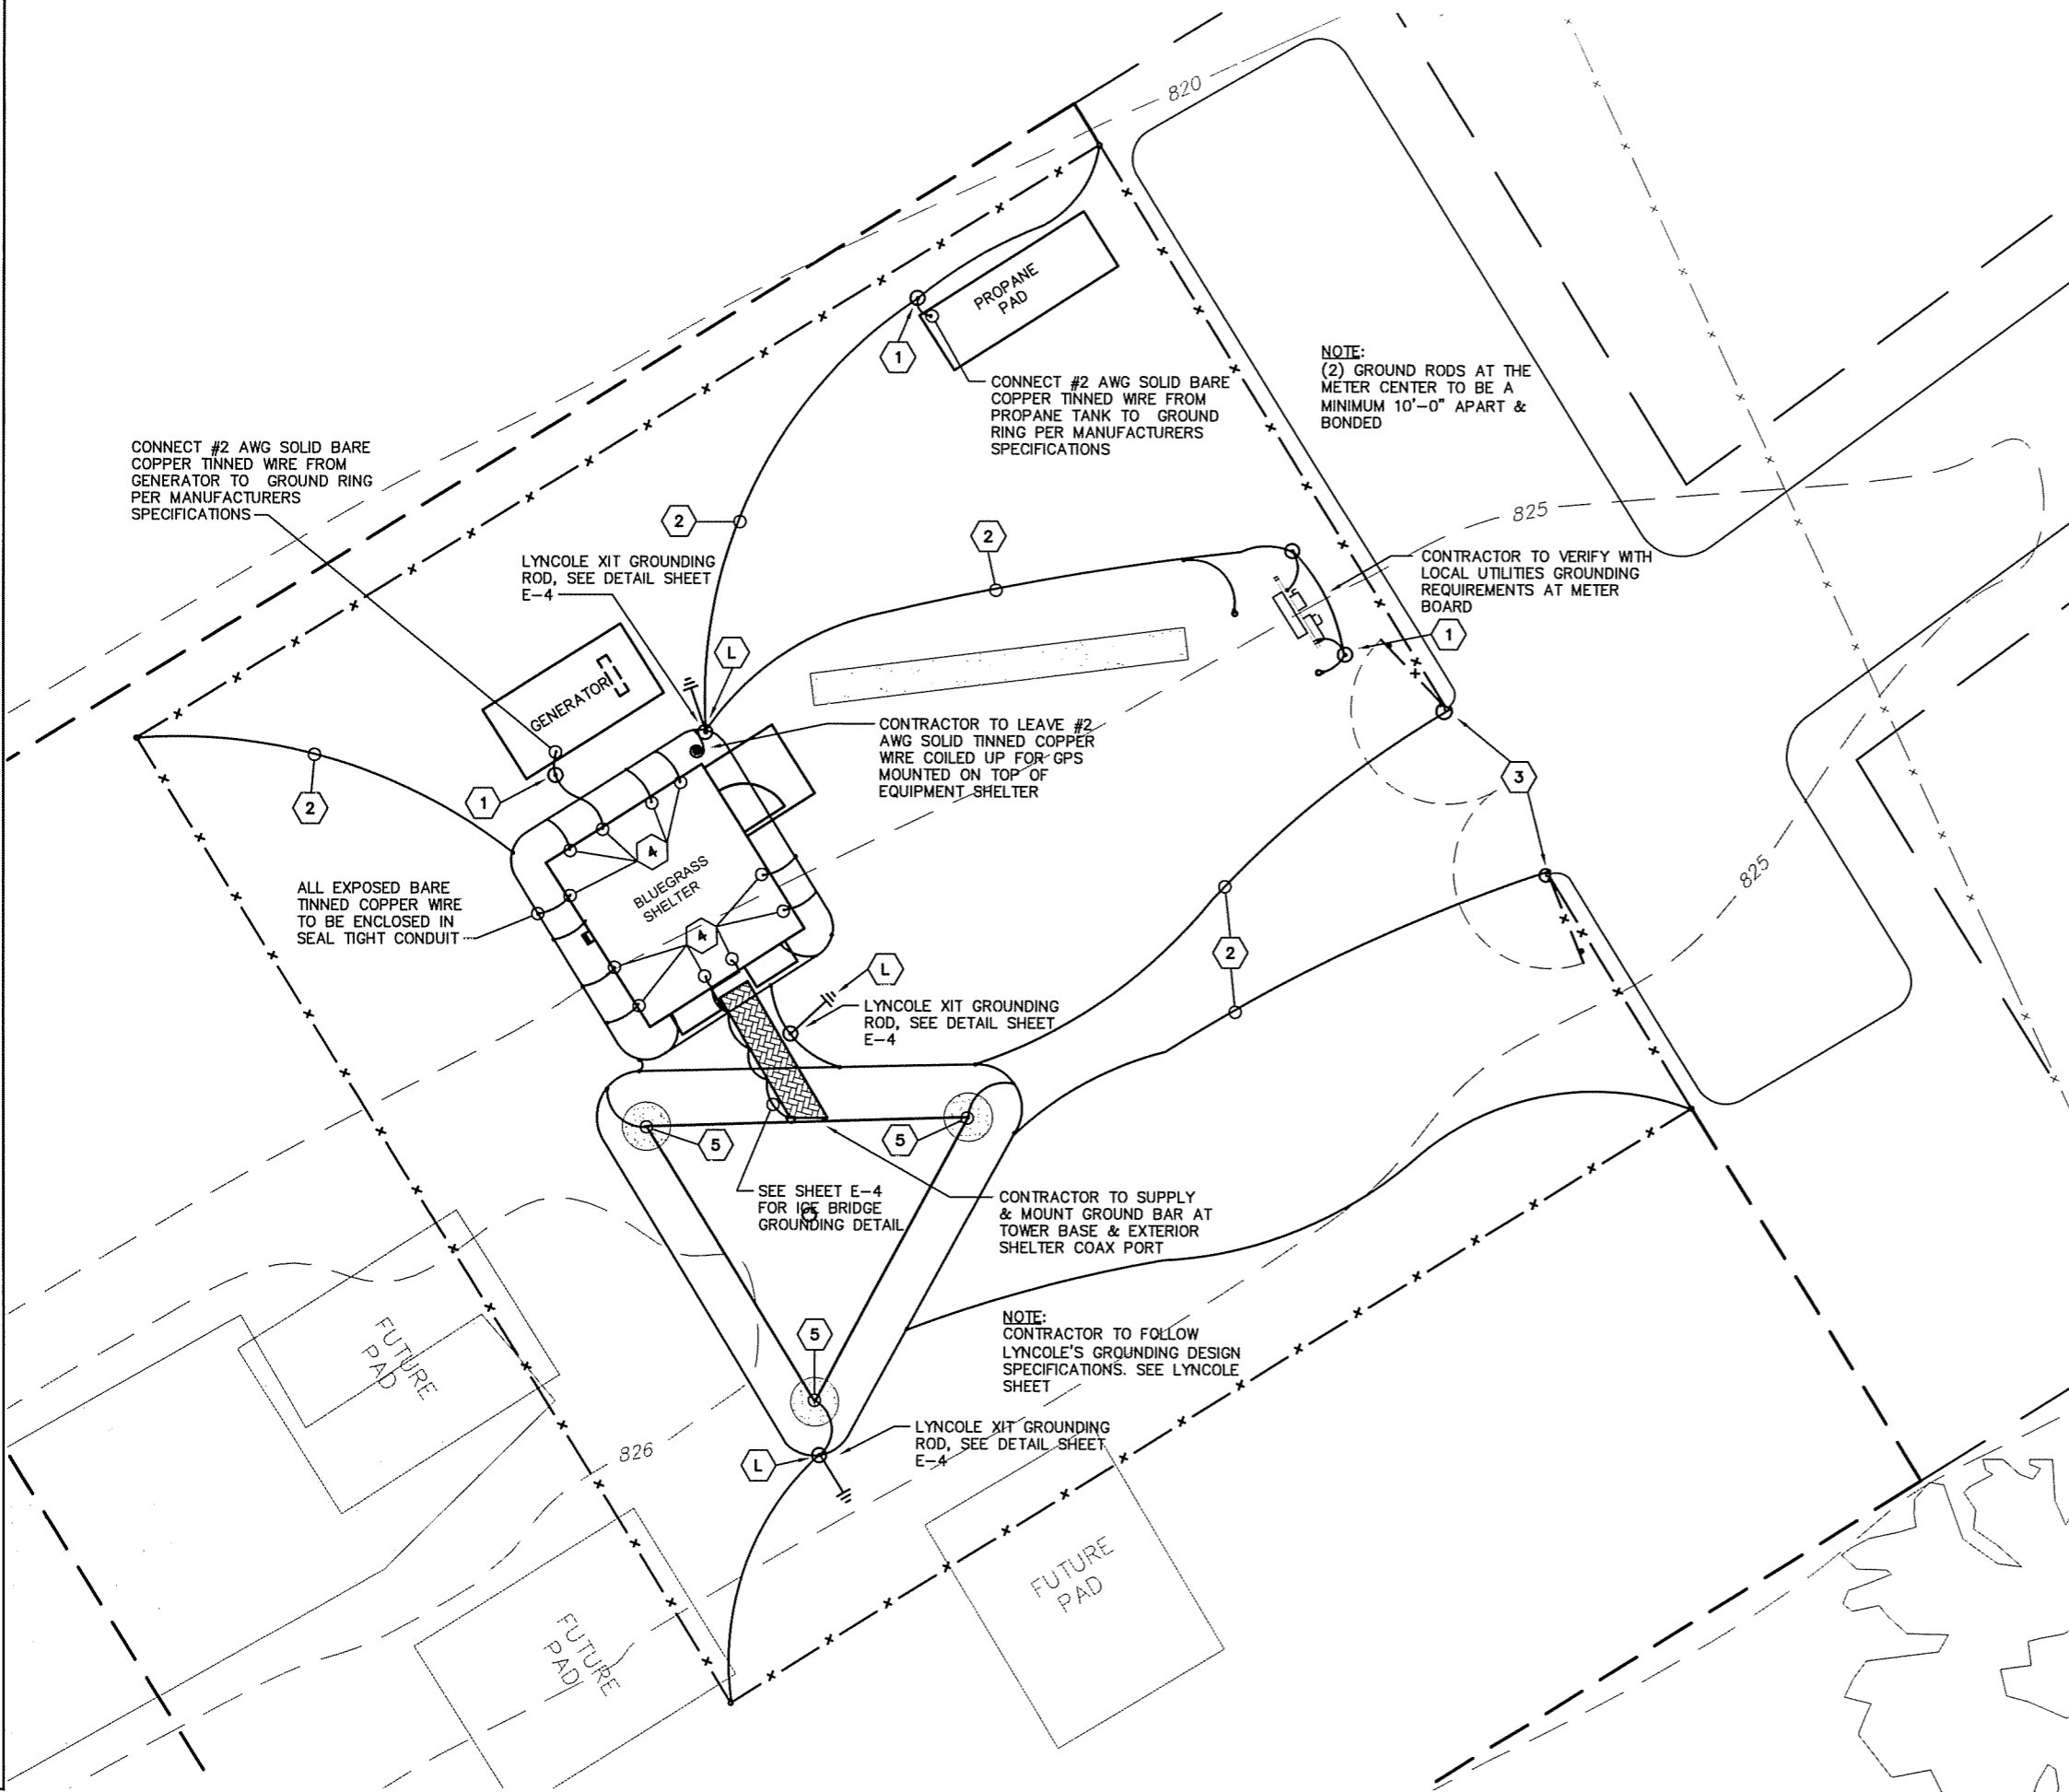 820
PROPANE
PAD
1
NOTE:
(2) GROUND RODS AT THE
METER CENTER TO BE A
MINIMUM 10'-0" APART &
BONDED
CONNECT #2 AWG SOLID BARE
COPPER TINNED WIRE FROM
PROPANE TANK TO GROUND
RING PER MANUFACTURERS
SPECIFICATIONS
CONNECT #2 AWG SOLID BARE
COPPER TINNED WIRE FROM
GENERATOR TO GROUND RING
PER MANUFACTURERS
SPECIFICATIONS
2
2
825
LYNCOLE XIT GROUNDING
ROD, SEE DETAIL SHEET
E-4
CONTRACTOR TO VERIFY WITH
LOCAL UTILITIES GROUNDING
REQUIREMENTS AT METER
BOARD
1
L
GENERATOR
CONTRACTOR TO LEAVE #2
AWG SOLID TINNED COPPER
WIRE COILED UP FOR GPS
MOUNTED ON TOP OF
EQUIPMENT SHELTER
3
2
1
4
BLUEGRASS
SHELTER
825
ALL EXPOSED BARE
TINNED COPPER WIRE
TO BE ENCLOSED IN
SEAL TIGHT CONDUIT
4
2
L
LYNCOLE XIT GROUNDING
ROD, SEE DETAIL SHEET
E-4
5
5
SEE SHEET E-4
FOR ICE BRIDGE
GROUNDING DETAIL
CONTRACTOR TO SUPPLY
& MOUNT GROUND BAR AT
TOWER BASE & EXTERIOR
SHELTER COAX PORT
NOTE:
CONTRACTOR TO FOLLOW
LYNCOLE'S GROUNDING DESIGN
SPECIFICATIONS. SEE LYNCOLE
SHEET
5
FUTURE
PAD
LYNCOLE XIT GROUNDING
ROD, SEE DETAIL SHEET
E-4
826
L
FUTURE
PAD
FUTURE
PAD